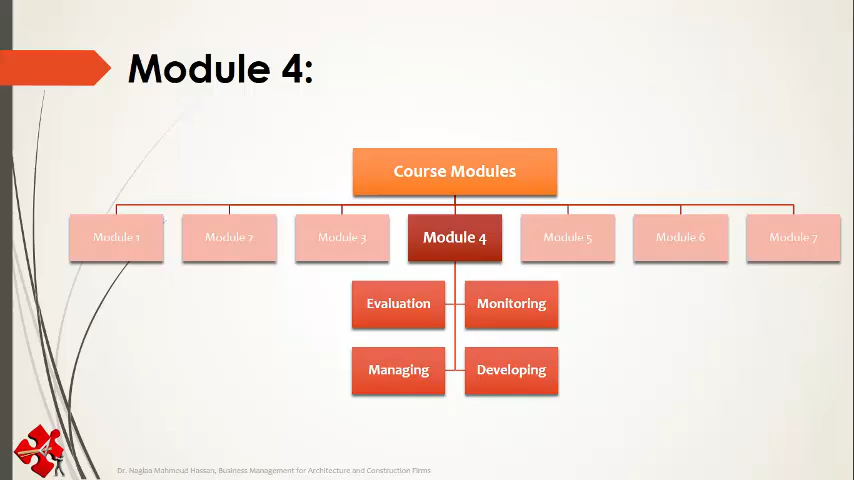 Module 4:
Course Modules
Module 1
Module 2
Module 3
Module 4
Module 5
Module 6
Module 7
Evaluation
Monitoring
Managing
Developing
Dr. Naglaa Mahmoud Hassan, Business Management for Architecture and Construction Firms